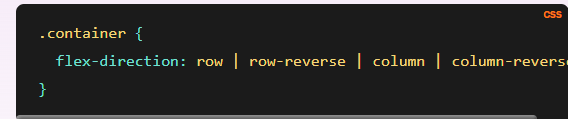 css
.container {
flex-direction: row | row-reverse | column | column-revers
}